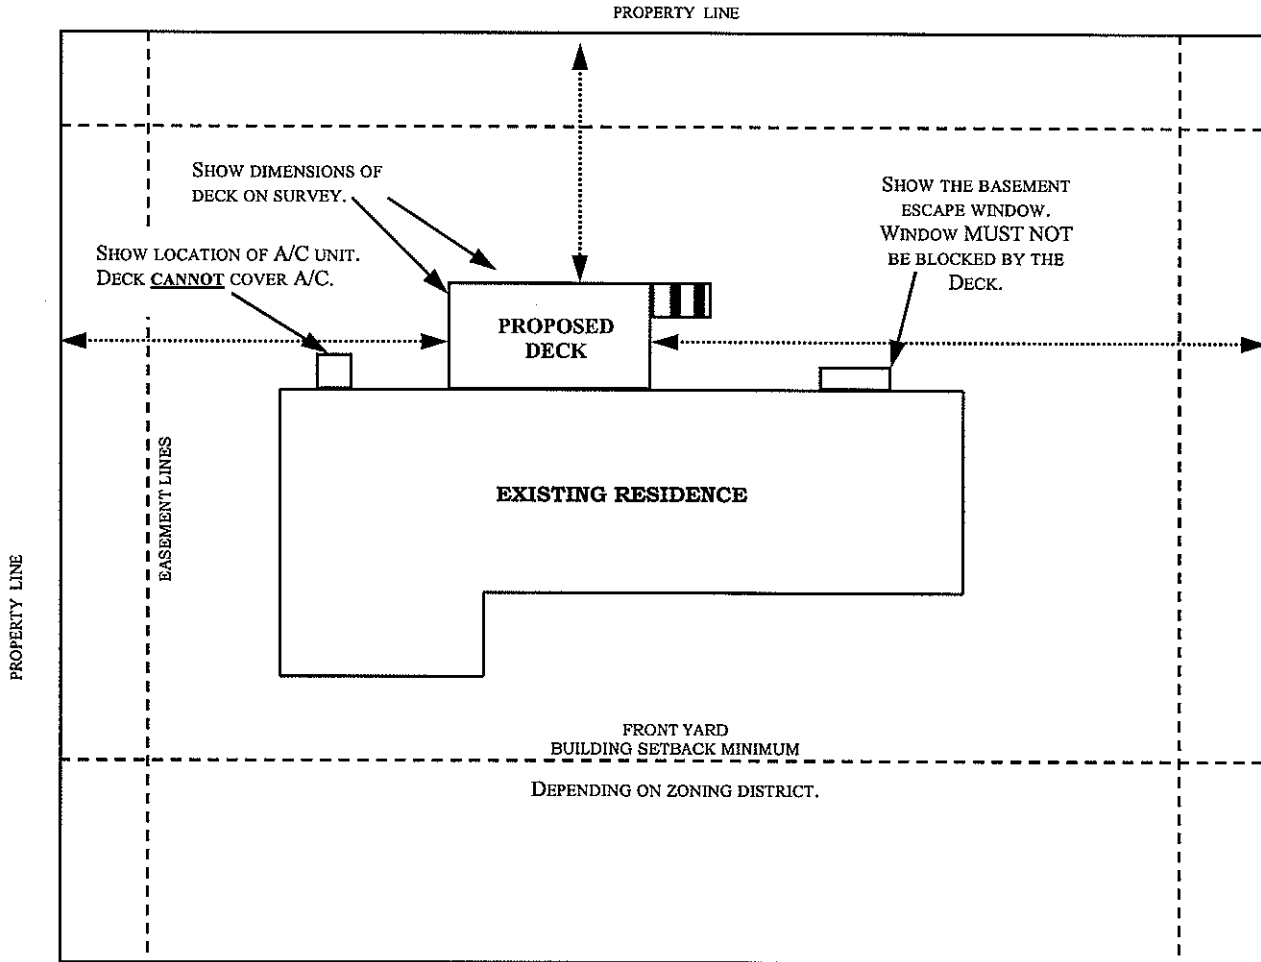 PROPERTY LINE
SHOW DIMENSIONS OF
DECK ON SURVEY.
SHOW THE BASEMENT
ESCAPE WINDOW.
WINDOW MUST NOT
BE BLOCKED BY THE
DECK.
SHOW LOCATION OF A/C UNIT.
DECK CANNOT COVER A/C.
PROPOSED
DECK
EASEMENT LINES
EXISTING RESIDENCE
PROPERTY LINE
FRONT YARD
BUILDING SETBACK MINIMUM
DEPENDING ON ZONING DISTRICT.